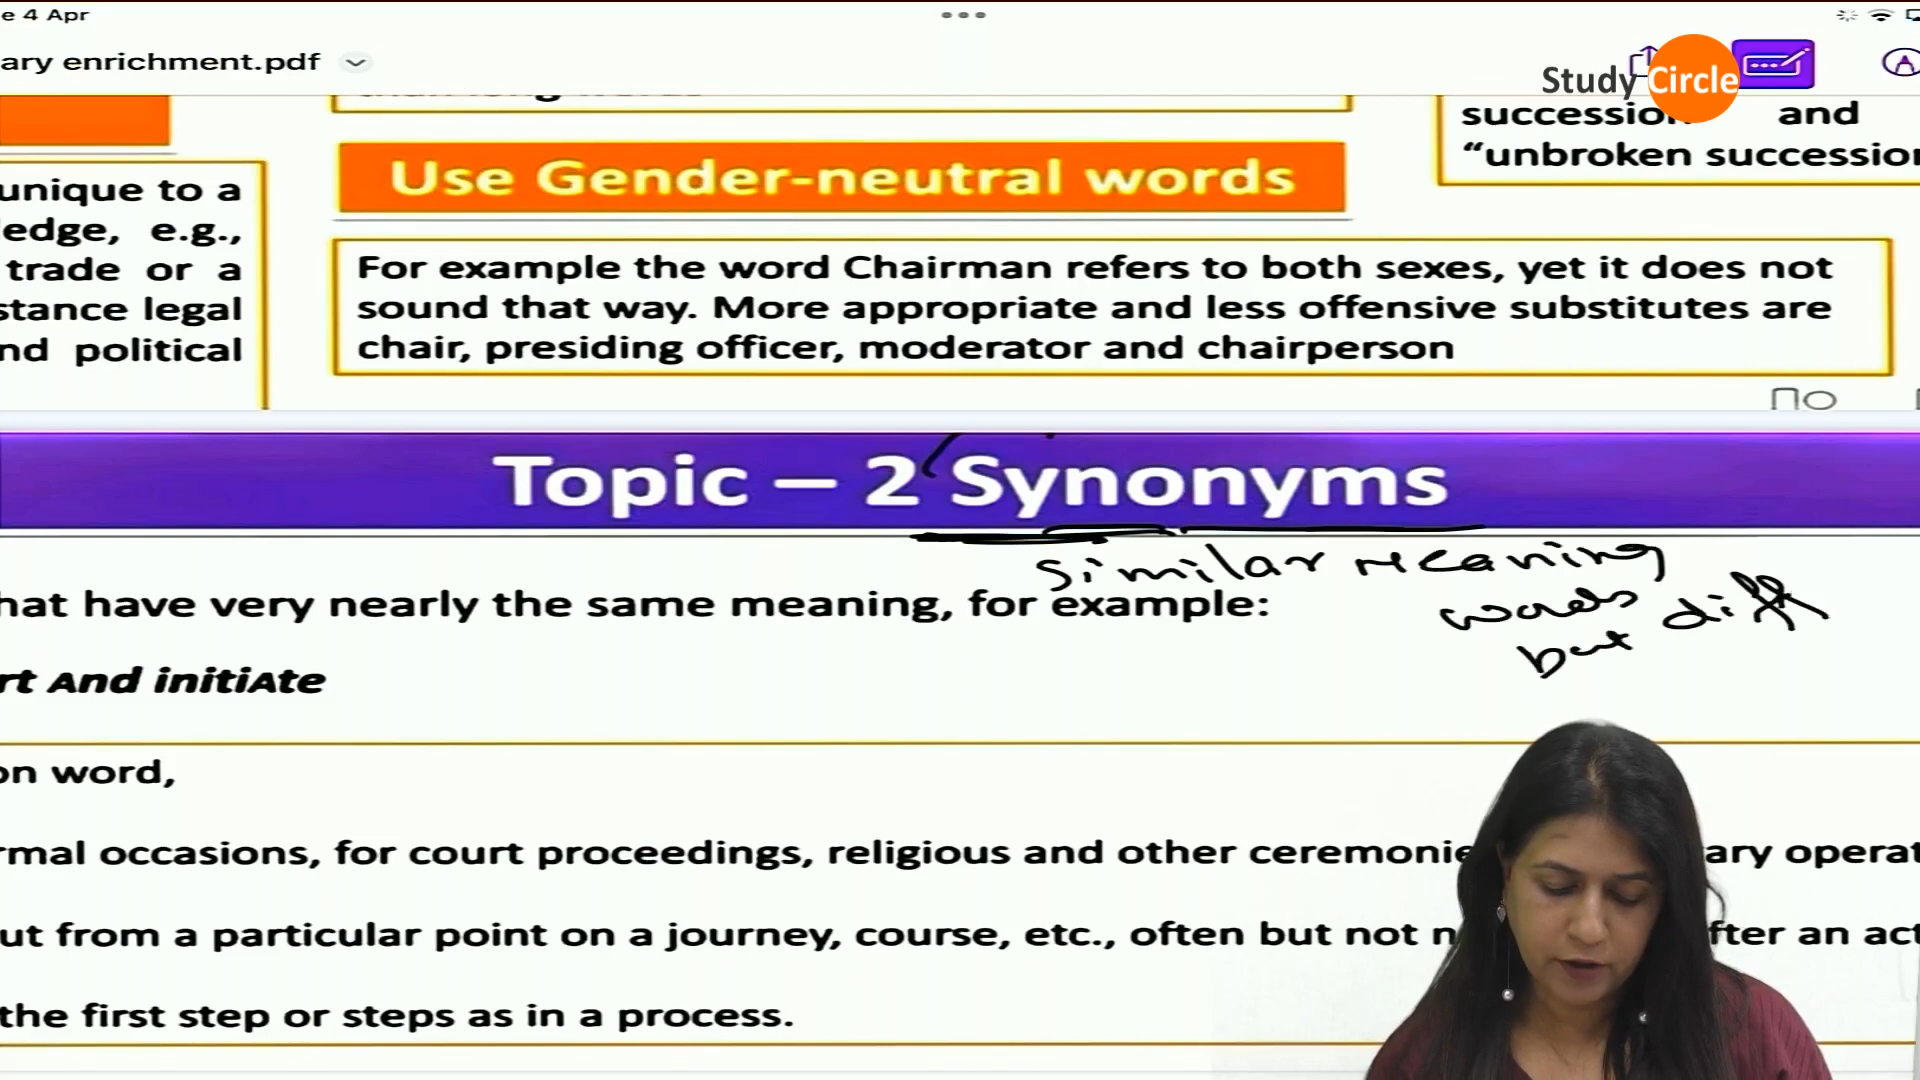 e 4 Apr
ary enrichment.pdf
Study Circle
succession and
“unbroken succession
Use Gender-neutral words
unique to a
ledge, e.g.,
trade or a
stance legal
nd political
For example the word Chairman refers to both sexes, yet it does not
sound that way. More appropriate and less offensive substitutes are
chair, presiding officer, moderator and chairperson
Topic – 2 Synonyms
Similar Meaning
words
but diff
hat have very nearly the same meaning, for example:
rt And initiAte
on word,
rmal occasions, for court proceedings, religious and other ceremonie ary operat
ut from a particular point on a journey, course, etc., often but not n fter an act
the first step or steps as in a process.